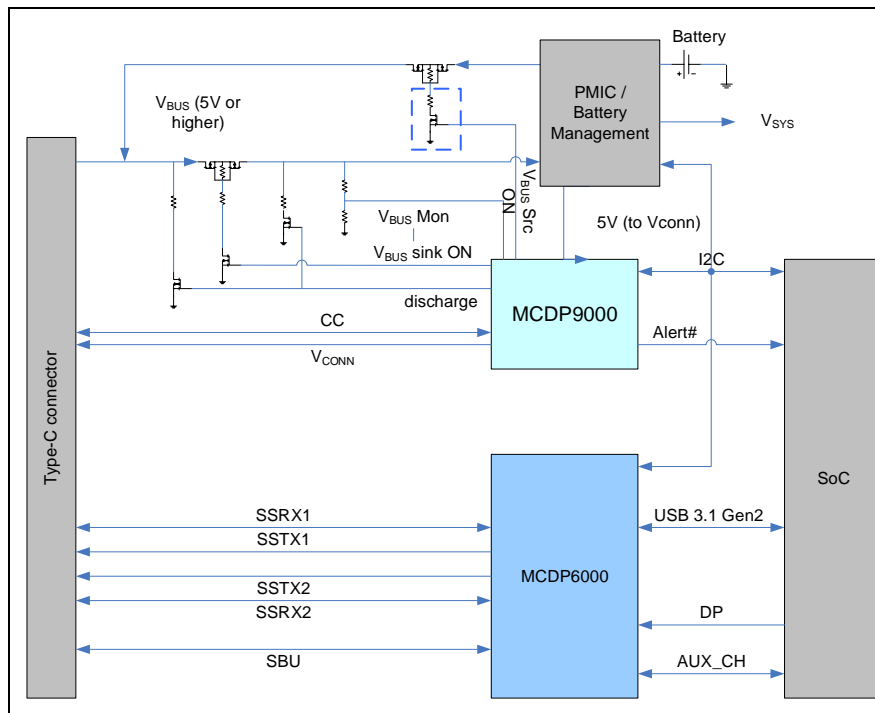 Battery
+ -
PMIC /
Battery
Management
VSYS
VBUS (5V or
higher)
VBUS Src
ON
5V (to Vconn)
VBUS Mon
VBUS sink ON
I2C
discharge
MCDP9000
CC
Alert#
VCONN
Type-C connector
SoC
SSRX1
USB 3.1 Gen2
SSTX1
MCDP6000
SSTX2
SSRX2
DP
SBU
AUX_CH